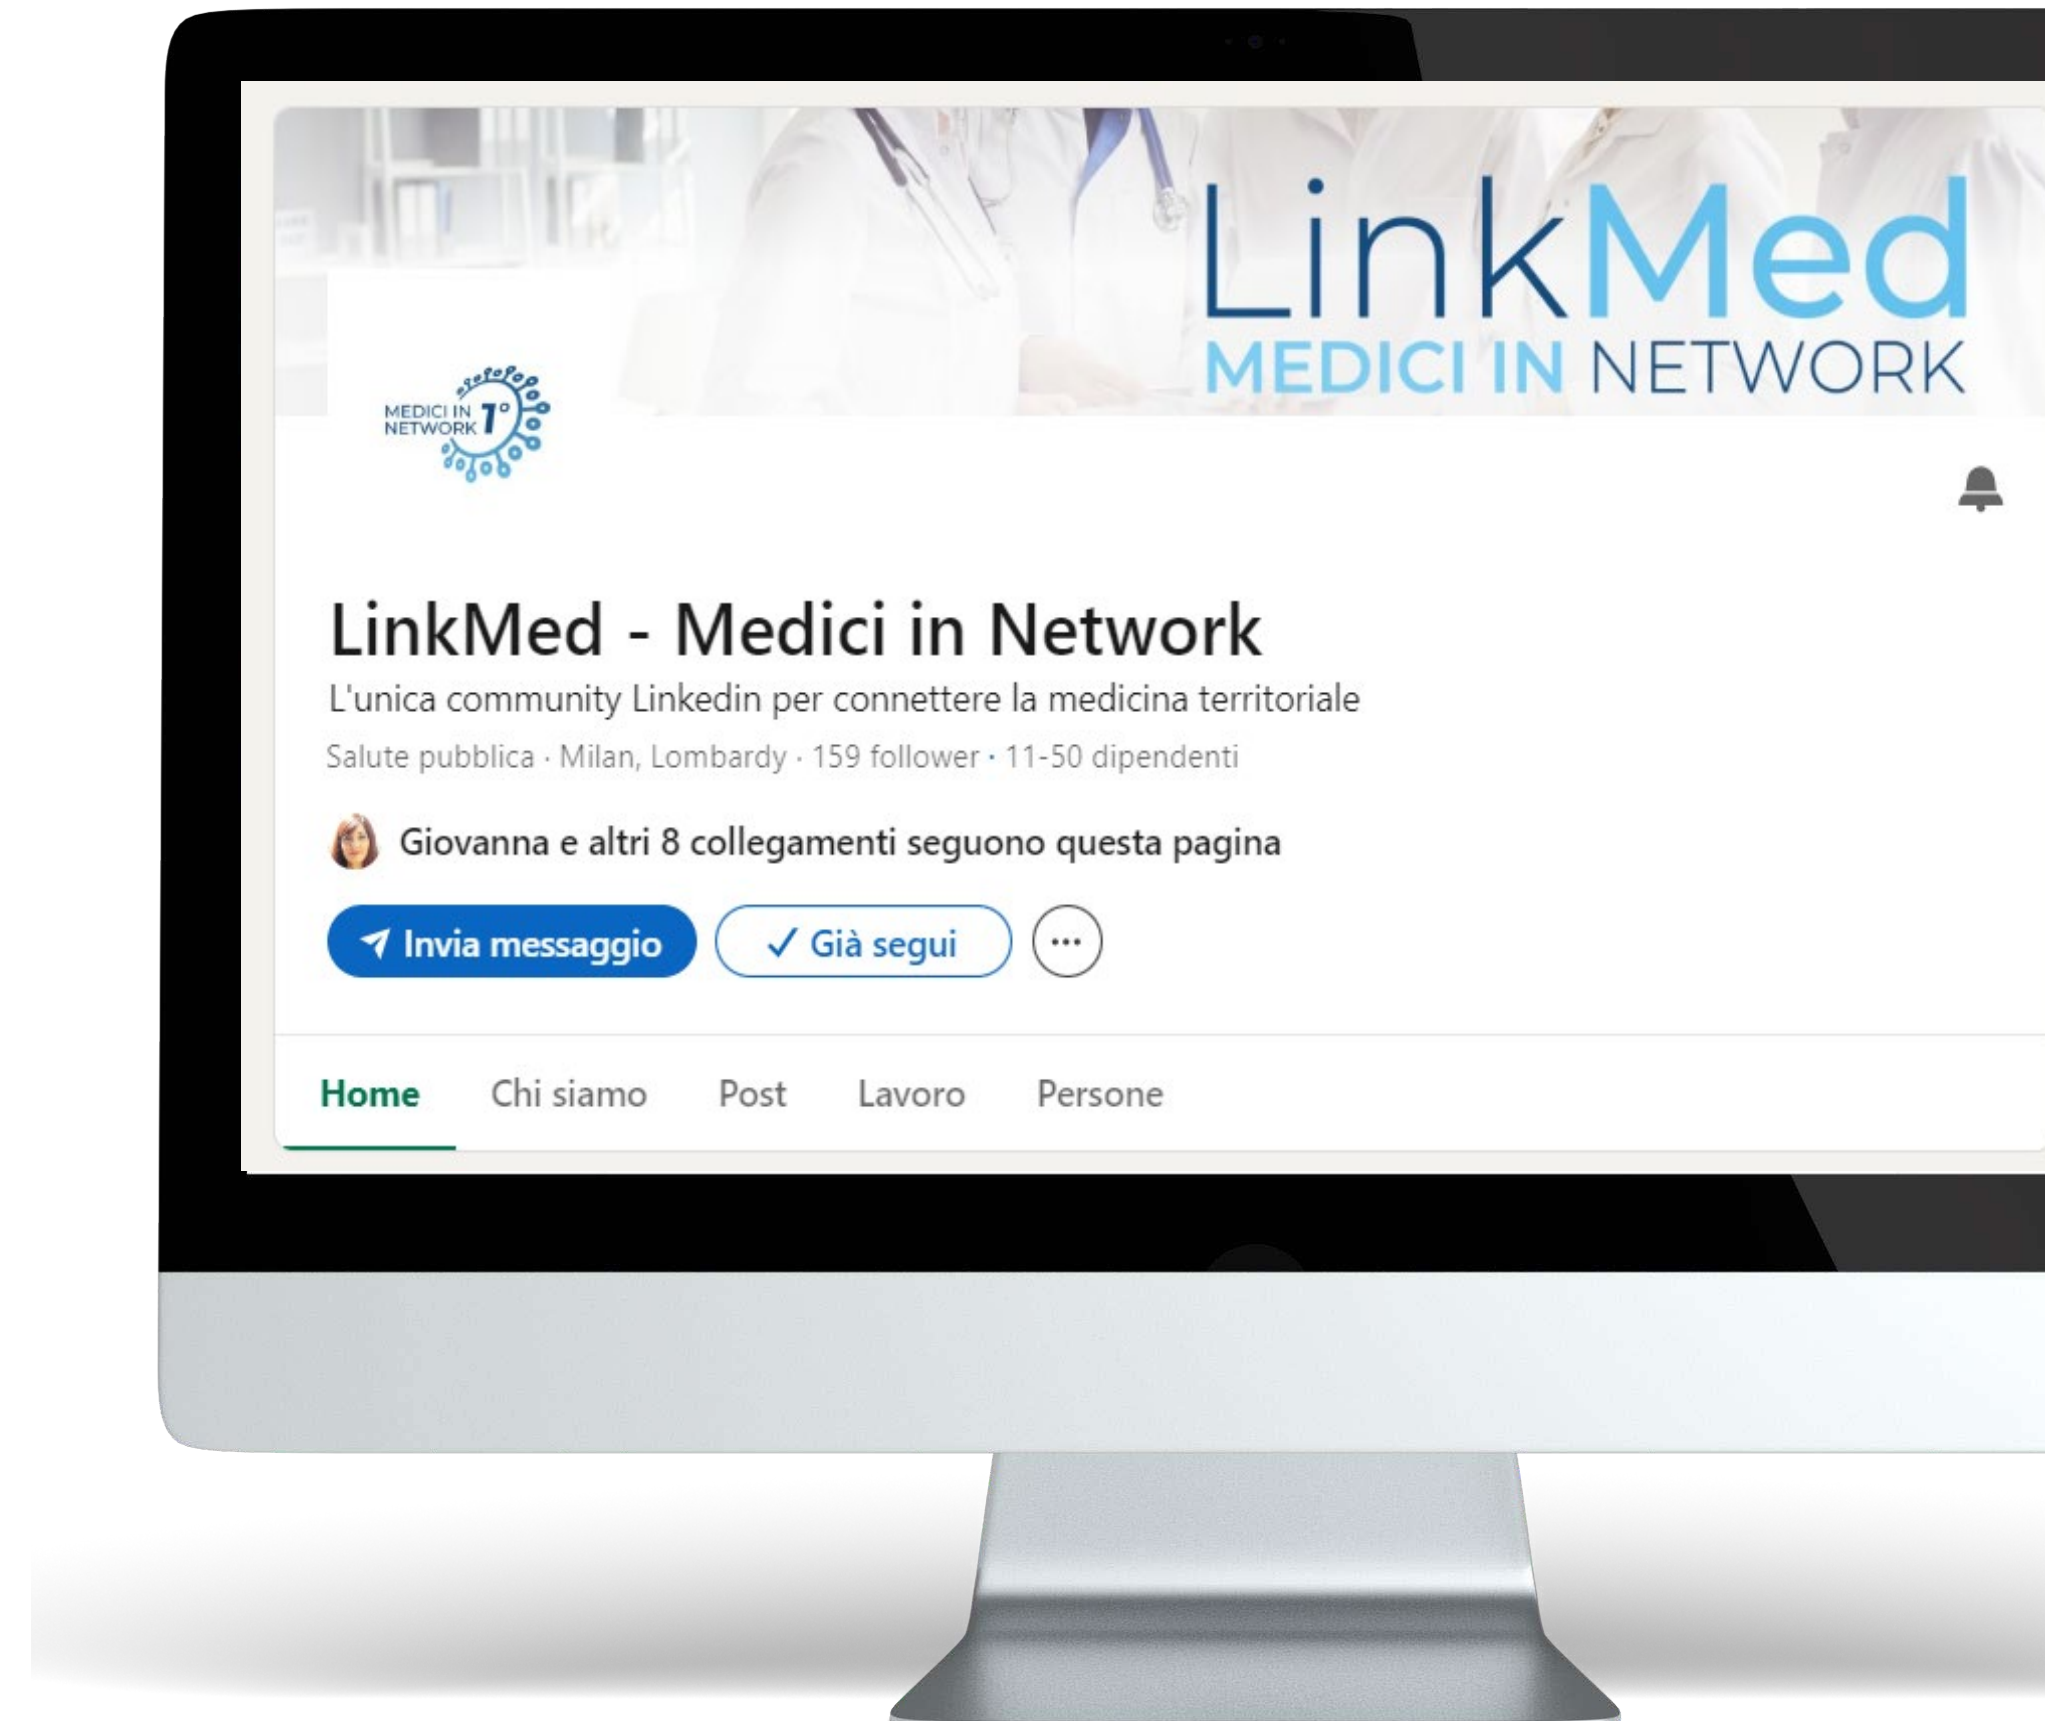 LinkMed
MEDICI IN NETWORK
MEDICI IN
NETWORK 1°
LinkMed - Medici in Network
L'unica community Linkedin per connettere la medicina territoriale
Salute pubblica · Milan, Lombardy · 159 follower · 11-50 dipendenti
Giovanna e altri 8 collegamenti seguono questa pagina
Invia messaggio
Già segui
Home
Chi siamo
Post
Lavoro
Persone